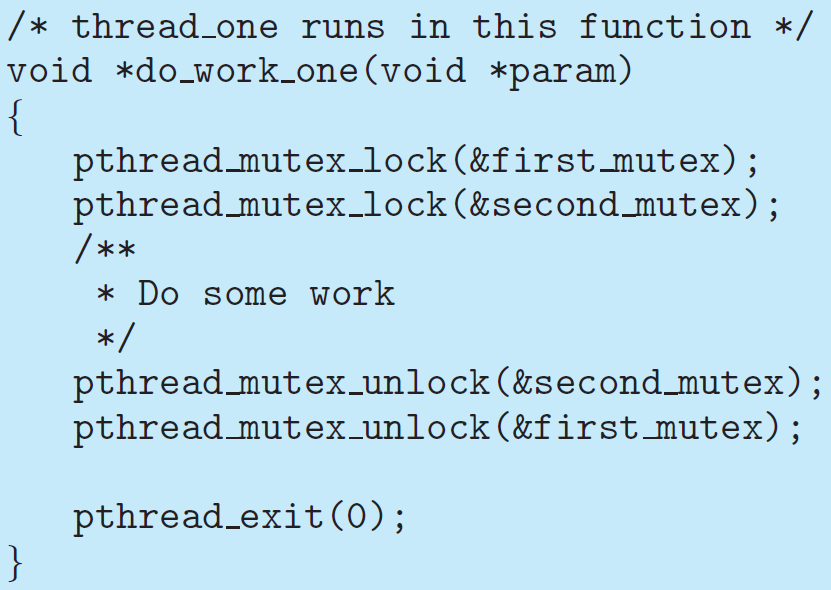 /* thread_one runs in this function */
void *do_work_one(void *param)
{
    pthread_mutex_lock(&first_mutex);
    pthread_mutex_lock(&second_mutex);
    /**
     * Do some work
     */
    pthread_mutex_unlock(&second_mutex);
    pthread_mutex_unlock(&first_mutex);

    pthread_exit(0);
}